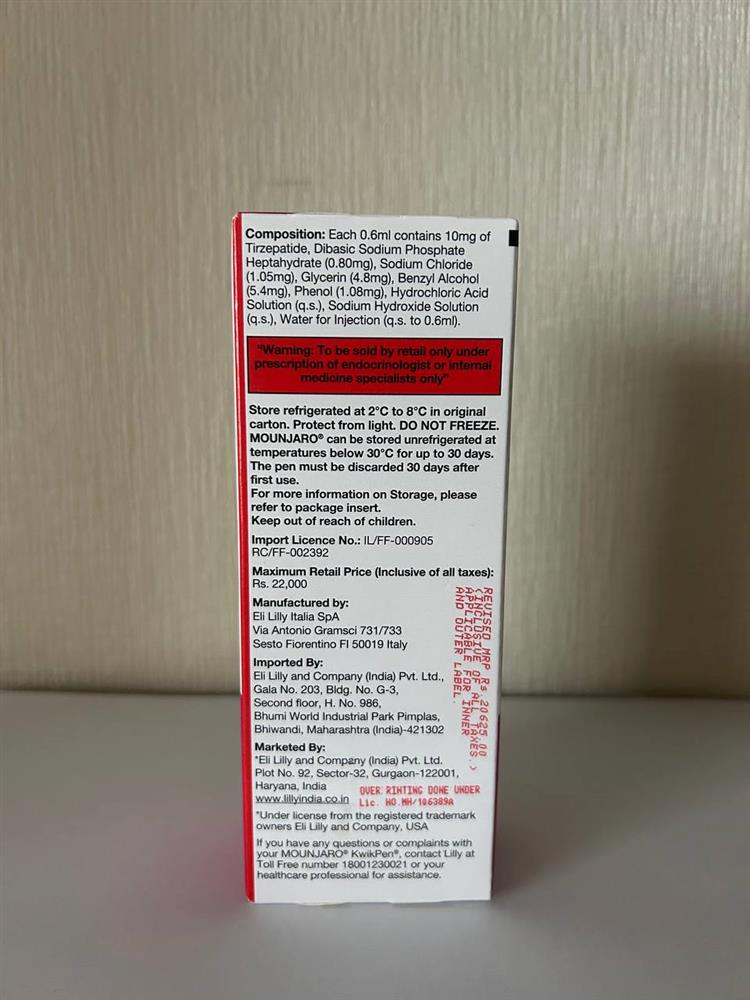 Composition: Each 0.6ml contains 10mg of
Tirzepatide, Dibasic Sodium Phosphate
Heptahydrate (0.80mg), Sodium Chloride
(1.05mg), Glycerin (4.8mg), Benzyl Alcohol
(5.4mg), Phenol (1.08mg), Hydrochloric Acid
Solution (q.s.), Sodium Hydroxide Solution
(q.s.), Water for Injection (q.s. to 0.6ml).
"Warning: To be sold by retail only under
prescription of endocrinologist or internal
medicine specialists only"
Store refrigerated at 2°C to 8°C in original
carton. Protect from light. DO NOT FREEZE.
MOUNJARO® can be stored unrefrigerated at
temperatures below 30°C for up to 30 days.
The pen must be discarded 30 days after
first use.
For more information on Storage, please
refer to package insert.
Keep out of reach of children.
Import Licence No.: IL/FF-000905
RC/FF-002392
Maximum Retail Price (Inclusive of all taxes):
Rs. 22,000
Manufactured by:
Eli Lilly Italia SpA
Via Antonio Gramsci 731/733
Sesto Fiorentino FI 50019 Italy
Imported By:
Eli Lilly and Company (India) Pvt. Ltd.,
Gala No. 203, Bldg. No. G-3,
Second floor, H. No. 986,
Bhumi World Industrial Park Pimplas,
Bhiwandi, Maharashtra (India)-421302
Marketed By:
*Eli Lilly and Company (India) Pvt. Ltd.
Plot No. 92, Sector-32, Gurgaon-122001,
Haryana, India
www.lillyindia.co.in
REVISED MRP Rs.20625.00
(INCLUSIVE OF ALL TAXES.)
APPLICABLE FOR INNER
AND OUTER LABEL.
OVER RINTING DONE UNDER
Lic. NO.MH/106389A
*Under license from the registered trademark
owners Eli Lilly and Company, USA
If you have any questions or complaints with
your MOUNJARO® KwikPen®, contact Lilly at
Toll Free number 18001230021 or your
healthcare professional for assistance.